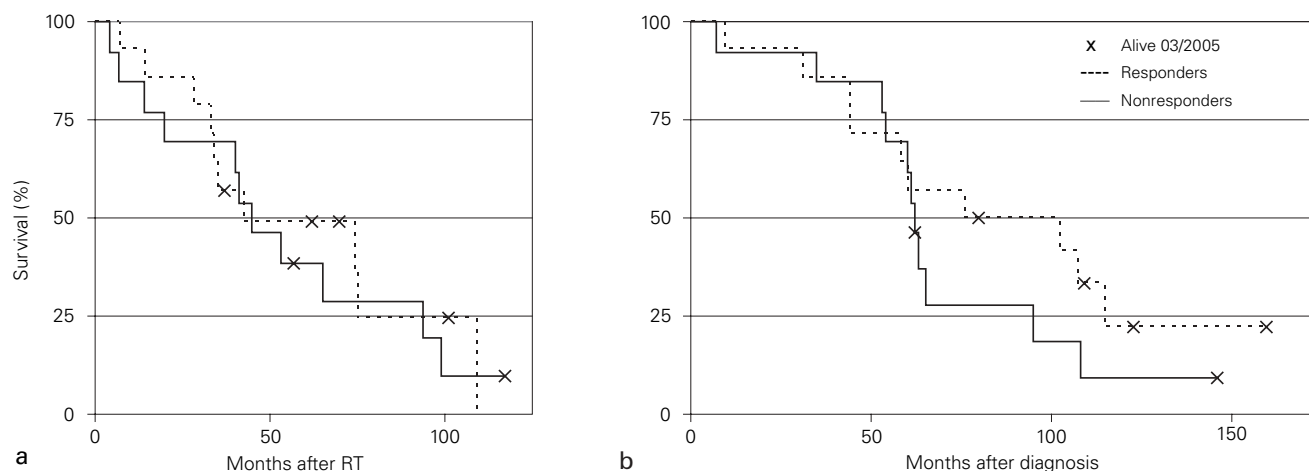 100
75
50
25
0
Survival (%)
0
50
100
Months after RT
a
100
75
50
25
0
0
50
100
150
Months after diagnosis
b
x Alive 03/2005
Responders
Nonresponders